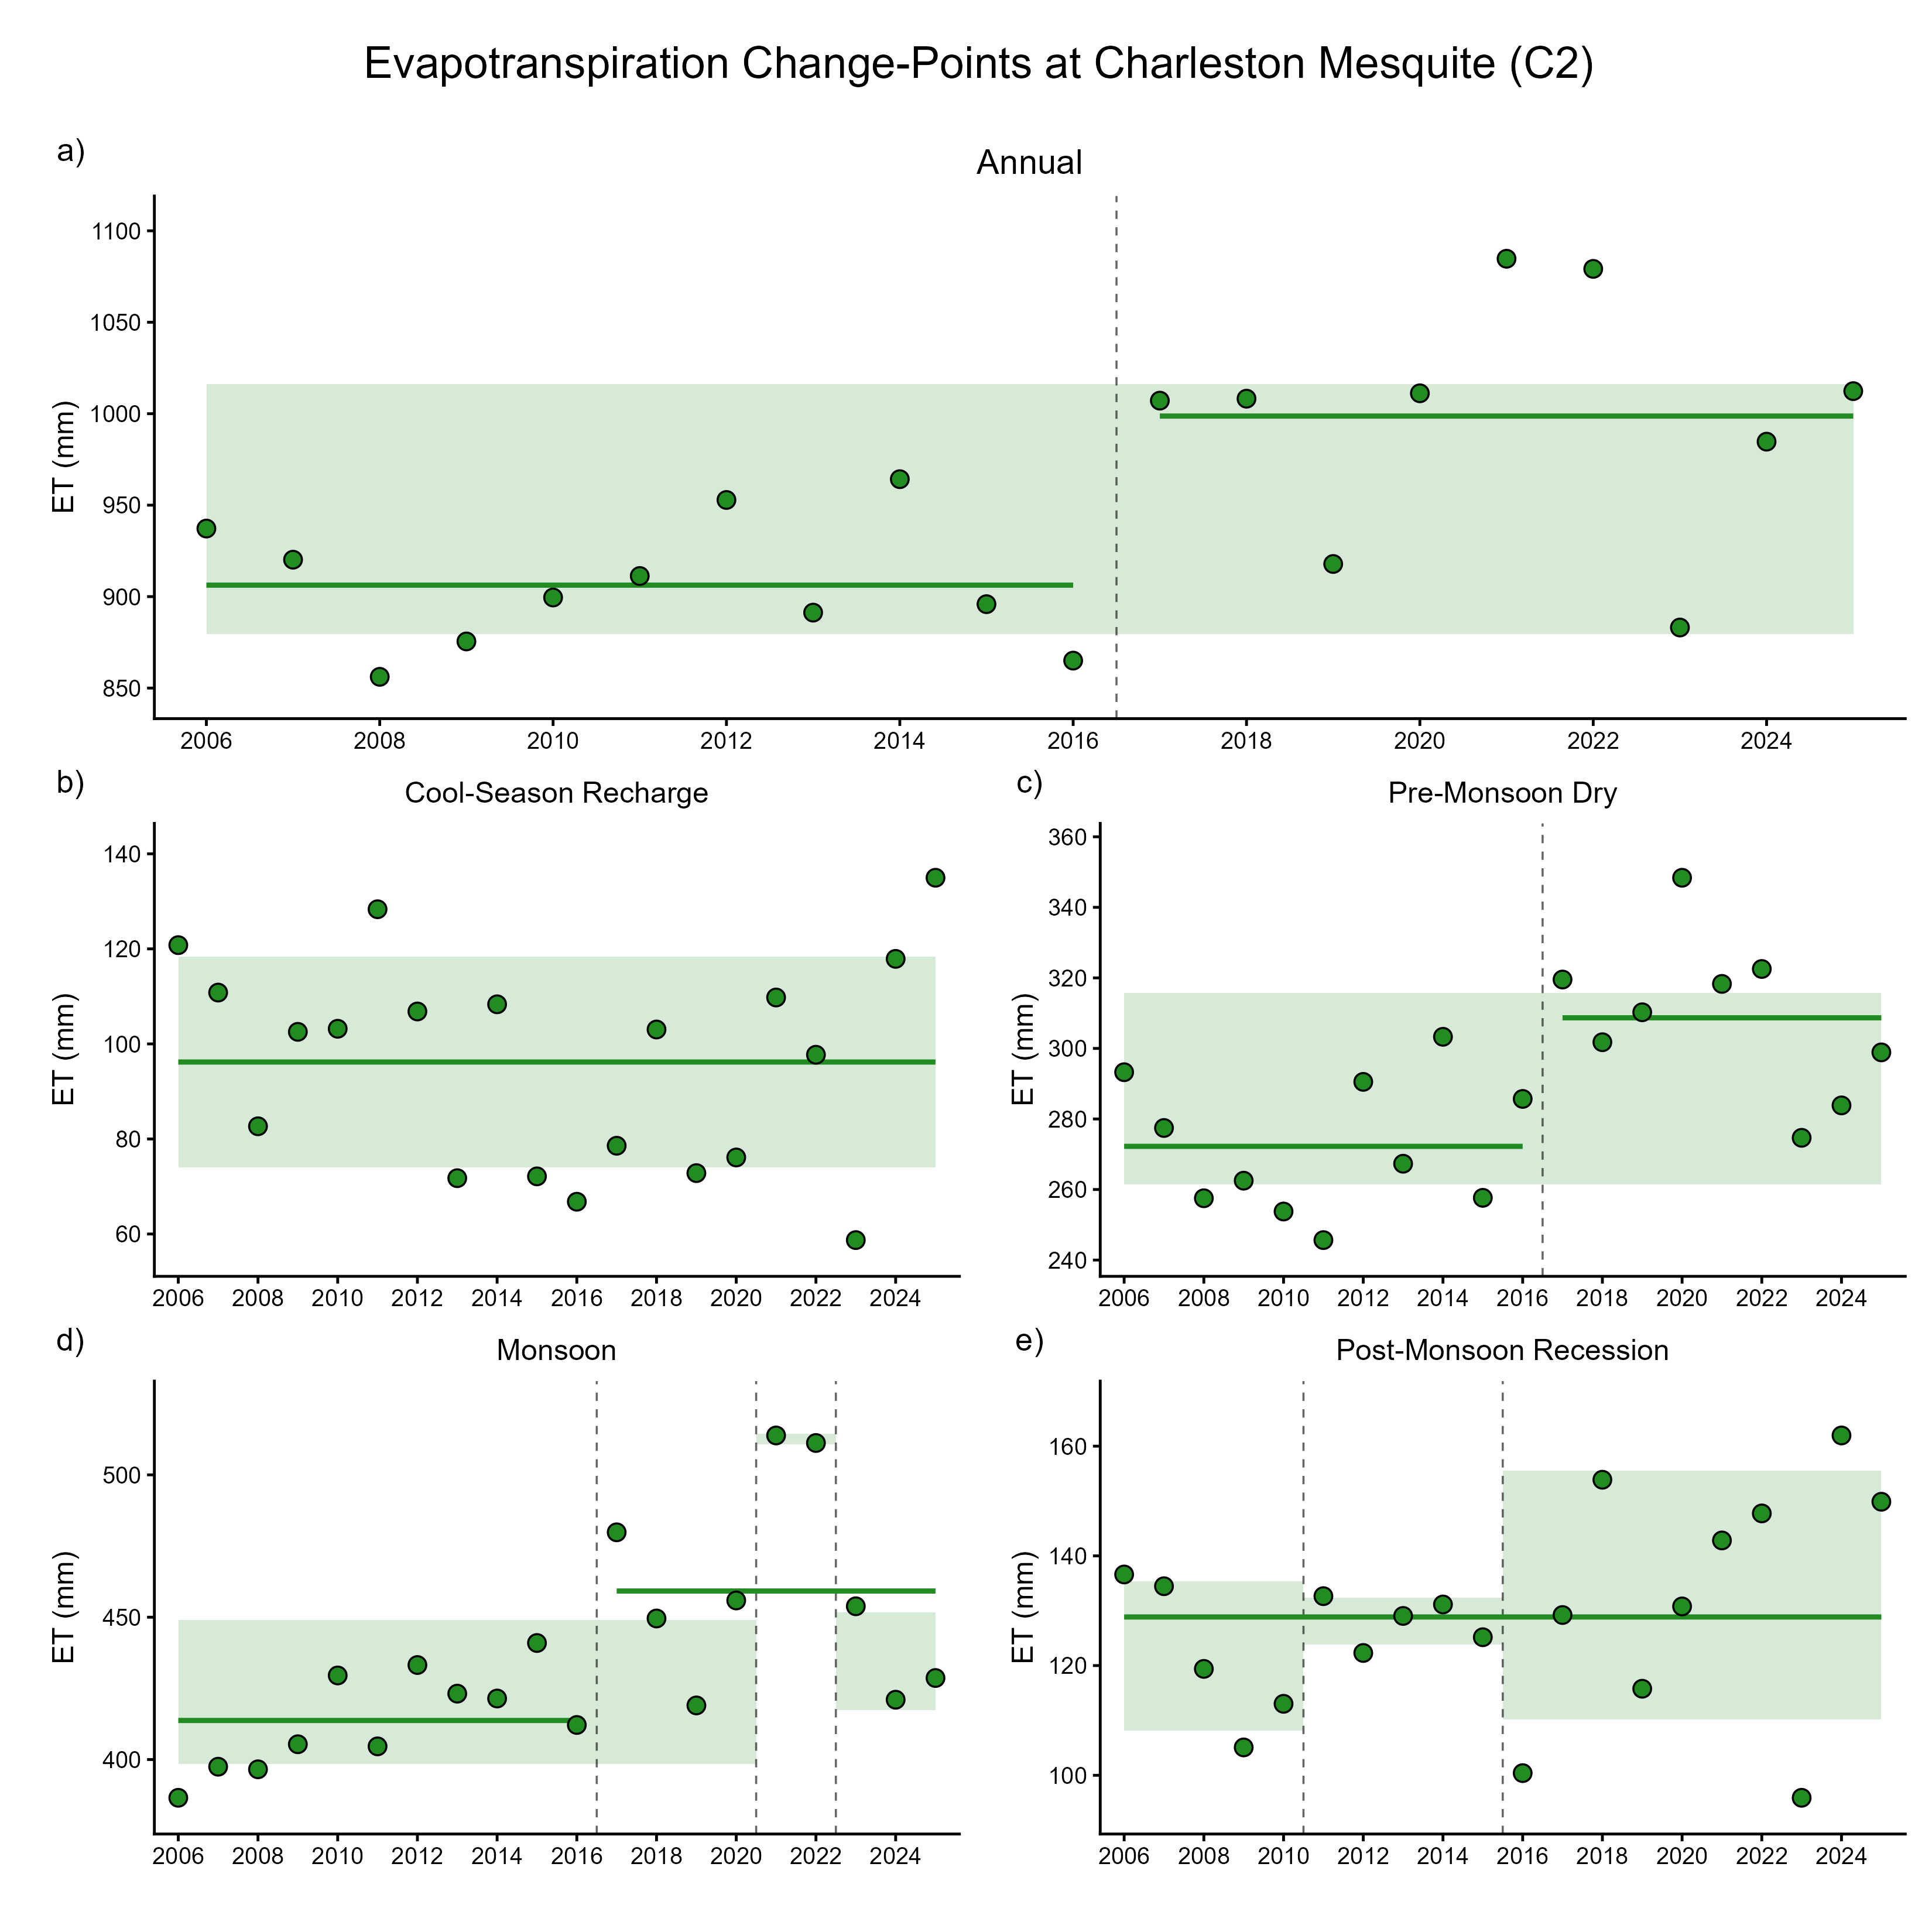 Evapotranspiration Change-Points at Charleston Mesquite (C2)
a)
Annual
ET (mm)
1100
1050
1000
950
900
850
2006 2008 2010 2012 2014 2016 2018 2020 2022 2024
b)
Cool-Season Recharge
ET (mm)
140
120
100
80
60
2006 2008 2010 2012 2014 2016 2018 2020 2022 2024
c)
Pre-Monsoon Dry
ET (mm)
360
340
320
300
280
260
240
2006 2008 2010 2012 2014 2016 2018 2020 2022 2024
d)
Monsoon
ET (mm)
500
450
400
2006 2008 2010 2012 2014 2016 2018 2020 2022 2024
e)
Post-Monsoon Recession
ET (mm)
160
140
120
100
2006 2008 2010 2012 2014 2016 2018 2020 2022 2024